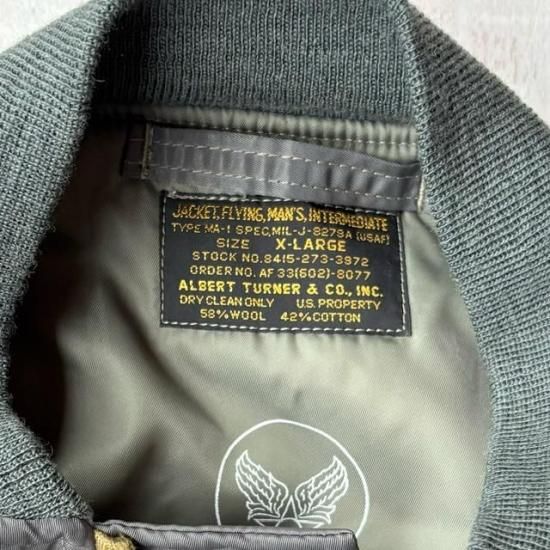 JACKET, FLYING, MAN'S, INTERMEDIATE
TYPE MA-1 SPEC, MIL-J-8279A (USAF)
SIZE X-LARGE
STOCK NO. 8415-273-3972
ORDER NO. AF 33(602)-8077
ALBERT TURNER & CO., INC.
DRY CLEAN ONLY U.S. PROPERTY
58% WOOL 42% COTTON